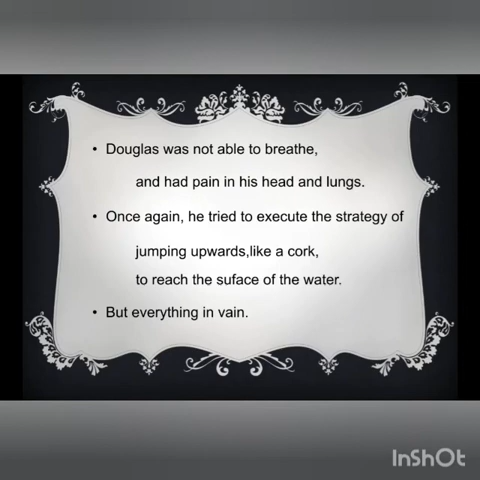 • Douglas was not able to breathe,
and had pain in his head and lungs.
• Once again, he tried to execute the strategy of
jumping upwards,like a cork,
to reach the suface of the water.
• But everything in vain.
InShOt